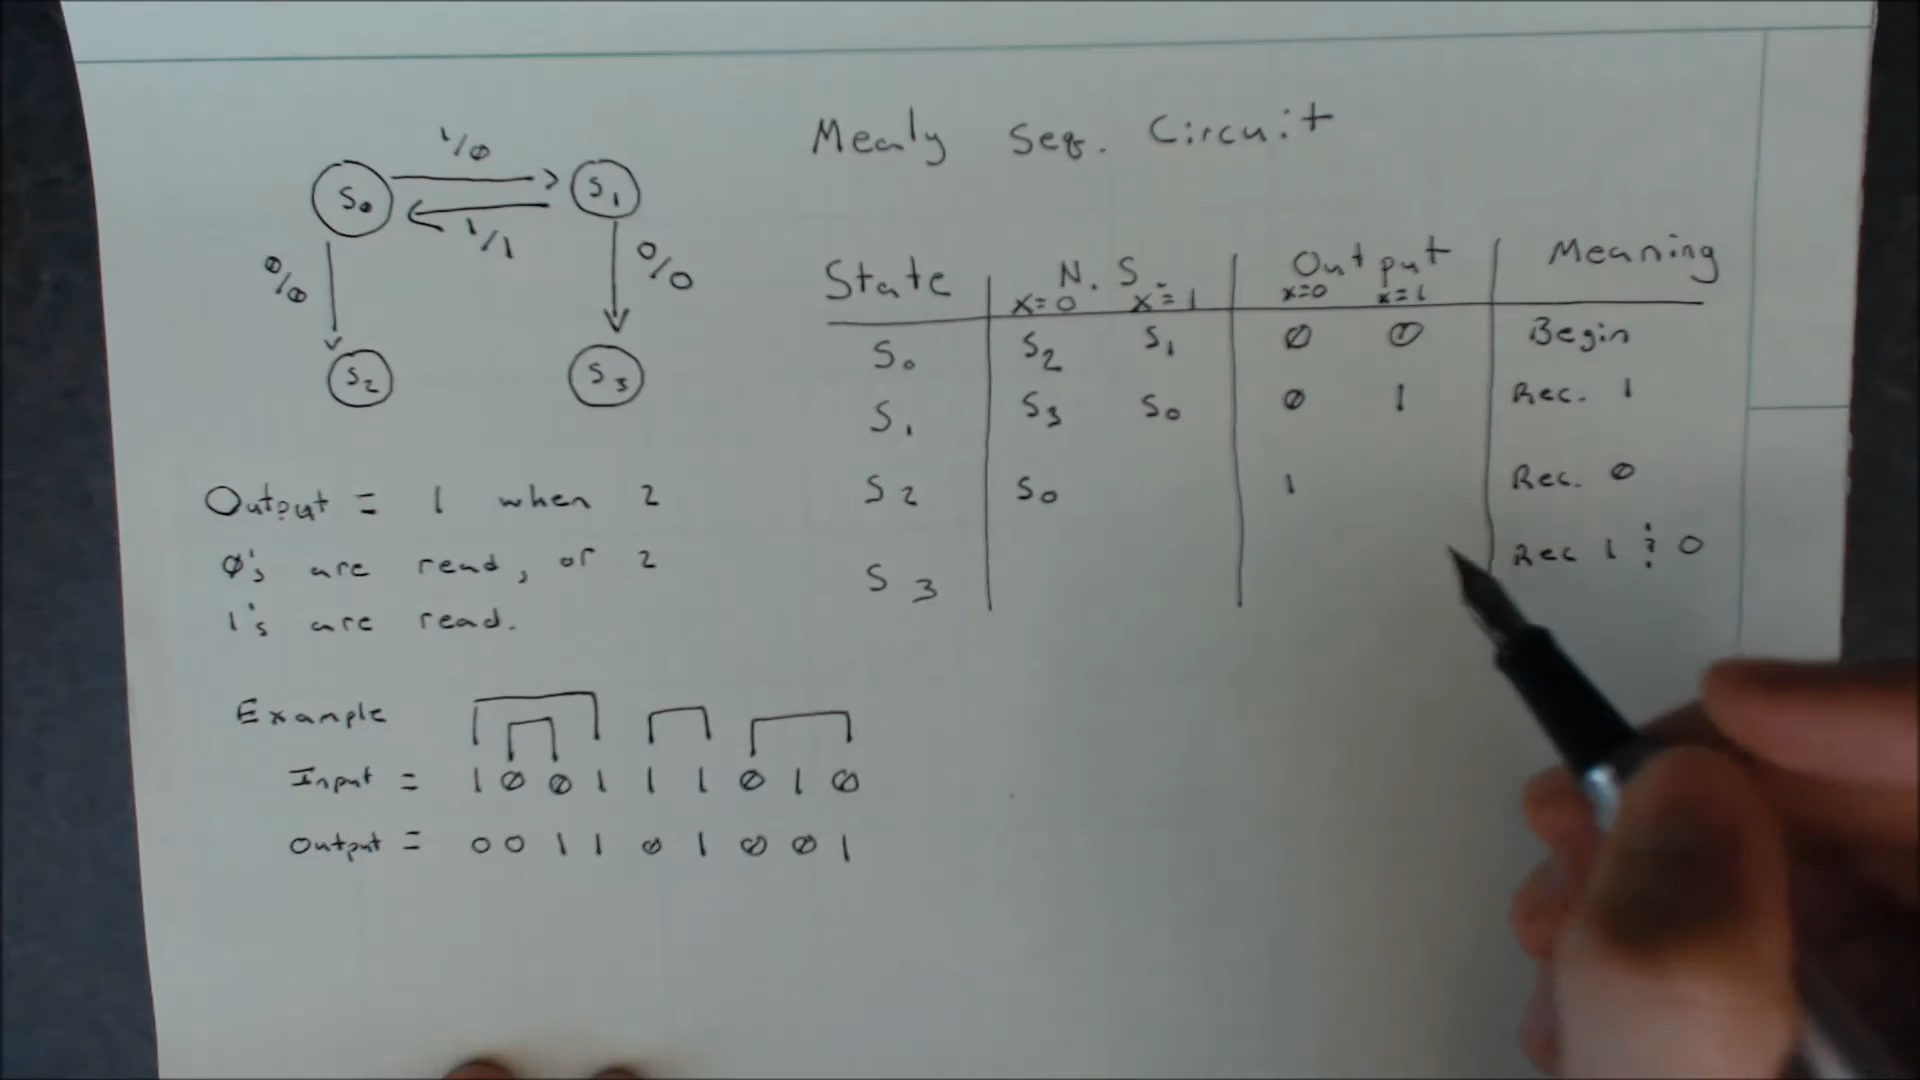 Mealy Seq. Circuit
1/0
S0 S1
1/1
0/0 0/0
S2 S3
State N. S. Output Meaning
x=0 x=1 x=0 x=1
S0 S2 S1 0 0 Begin
S1 S3 S0 0 1 Rec. 1
S2 S0 1 Rec. 0
S3 Rec 1 & 0
Output = 1 when 2
0's are read, or 2
1's are read.
Example
Input = 1 0 0 1 1 1 0 1 0
Output = 0 0 1 1 0 1 0 0 1